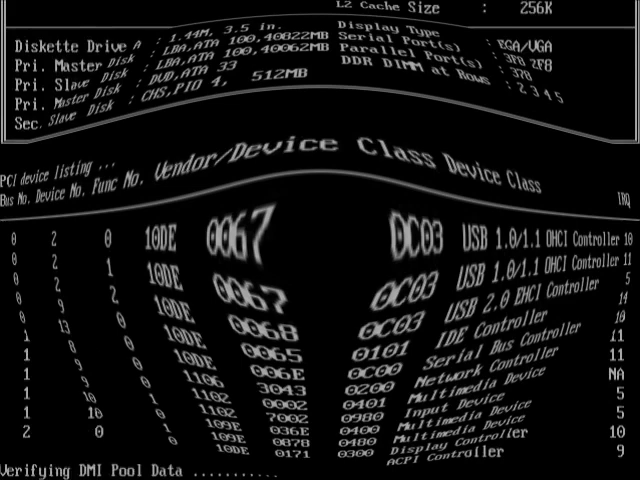 L2 Cache Size : 256K
Diskette Drive A : 1.44M, 3.5 in. Display Type : EGA/VGA
Pri. Master Disk : LBA,ATA 100,40822MB Serial Port(s) : 3F8 2F8
Pri. Slave Disk : LBA,ATA 100,40062MB Parallel Port(s) : 378
Pri. Master Disk : DVD,ATA 33 DDR DIMM at Rows : 2 3 4 5
Sec. Slave Disk : CHS,PIO 4, 512MB
PCI device listing ...
Bus No. Device No. Func No. Vendor/Device Class Device Class IRQ
0 2 0 10DE 0067 0C03 USB 1.0/1.1 OHCI Controller 10
0 2 1 10DE 0067 0C03 USB 1.0/1.1 OHCI Controller 11
0 2 2 10DE 0068 0C03 USB 2.0 EHCI Controller 5
0 9 0 10DE 0065 0101 IDE Controller 14
0 13 0 10DE 006E 0C00 Serial Bus Controller 10
1 8 0 1106 3043 0200 Network Controller 11
1 9 0 1102 0002 0401 Multimedia Device 11
1 9 1 1102 7002 0980 Input Device NA
1 10 0 109E 036E 0400 Multimedia Device 5
1 10 1 109E 0878 0480 Multimedia Device 5
2 0 0 10DE 0171 0300 Display Controller 10
ACPI Controller 9
Verifying DMI Pool Data ...........